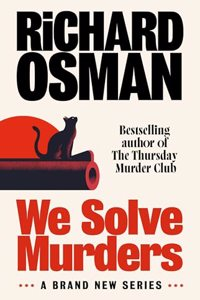 RiCHARD
OSMAN
Bestselling
author of
The Thursday
Murder Club
We Solve
Murders
A BRAND NEW SERIES